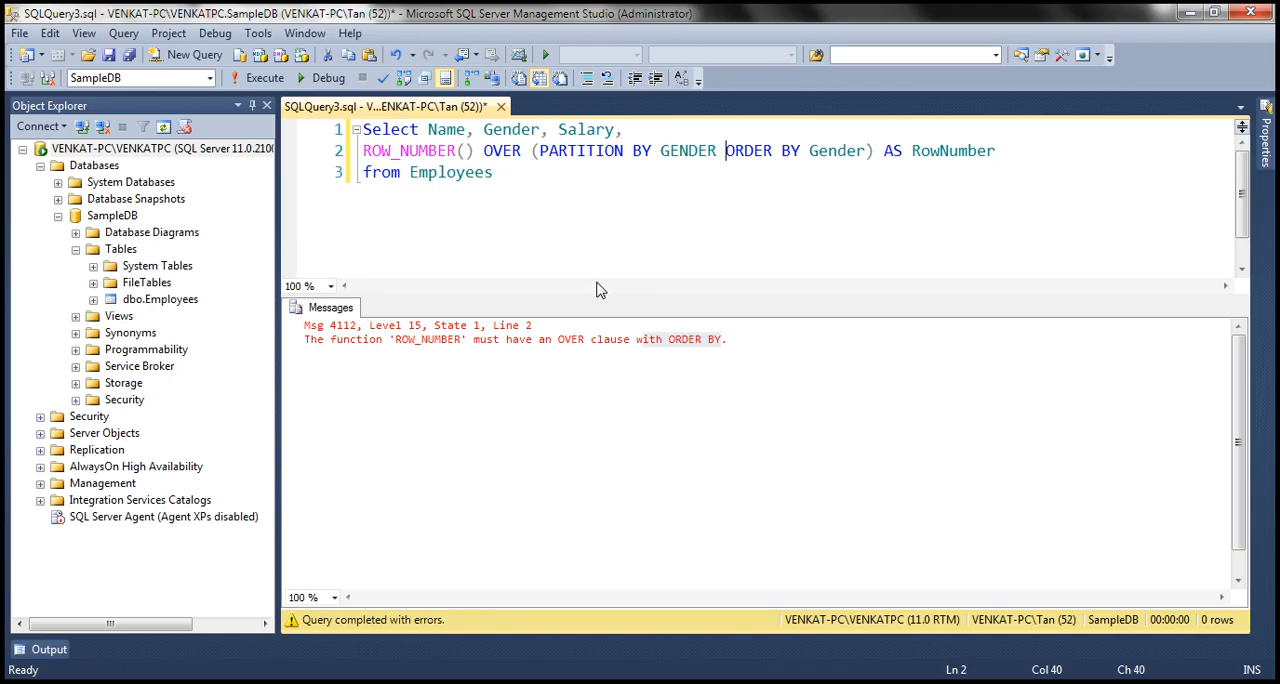 SQLQuery3.sql - VENKAT-PC\VENKATPC.SampleDB (VENKAT-PC\Tan (52))* - Microsoft SQL Server Management Studio (Administrator)
File Edit View Query Project Debug Tools Window Help
New Query
SampleDB Execute Debug
Object Explorer
SQLQuery3.sql - V...ENKAT-PC\Tan (52))*
Properties
Connect
VENKAT-PC\VENKATPC (SQL Server 11.0.2100
Databases
System Databases
Database Snapshots
SampleDB
Database Diagrams
Tables
System Tables
FileTables
dbo.Employees
Views
Synonyms
Programmability
Service Broker
Storage
Security
Security
Server Objects
Replication
AlwaysOn High Availability
Management
Integration Services Catalogs
SQL Server Agent (Agent XPs disabled)
1 Select Name, Gender, Salary,
2 ROW_NUMBER() OVER (PARTITION BY GENDER ORDER BY Gender) AS RowNumber
3 from Employees
100 %
Messages
Msg 4112, Level 15, State 1, Line 2
The function 'ROW_NUMBER' must have an OVER clause with ORDER BY.
100 %
Query completed with errors. VENKAT-PC\VENKATPC (11.0 RTM) VENKAT-PC\Tan (52) SampleDB 00:00:00 0 rows
Output
Ready Ln 2 Col 40 Ch 40 INS